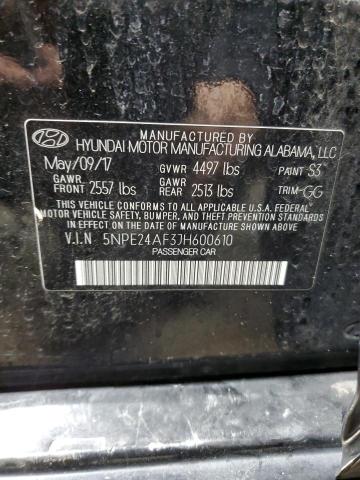 MANUFACTURED BY
HYUNDAI MOTOR MANUFACTURING ALABAMA, LLC
May/09/17 GVWR 4497 lbs PAINT S3
GAWR FRONT 2557 lbs GAWR REAR 2513 lbs TRIM GG
THIS VEHICLE CONFORMS TO ALL APPLICABLE U.S.A. FEDERAL
MOTOR VEHICLE SAFETY, BUMPER, AND THEFT PREVENTION
STANDARDS IN EFFECT ON THE DATE OF MANUFACTURE
SHOWN ABOVE
V.I.N 5NPE24AF3JH600610
PASSENGER CAR